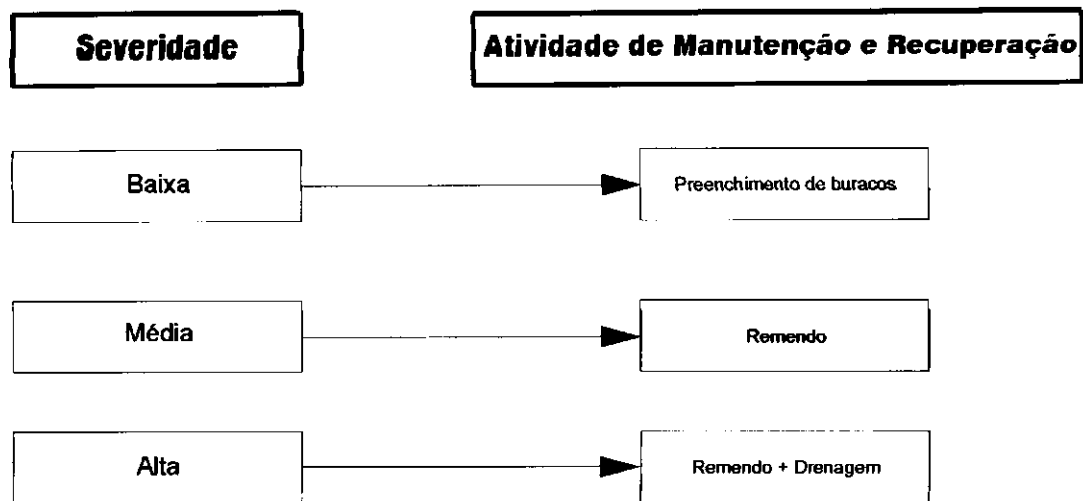 Severidade
Atividade de Manutenção e Recuperação
Baixa
Preenchimento de buracos
Média
Remendo
Alta
Remendo + Drenagem